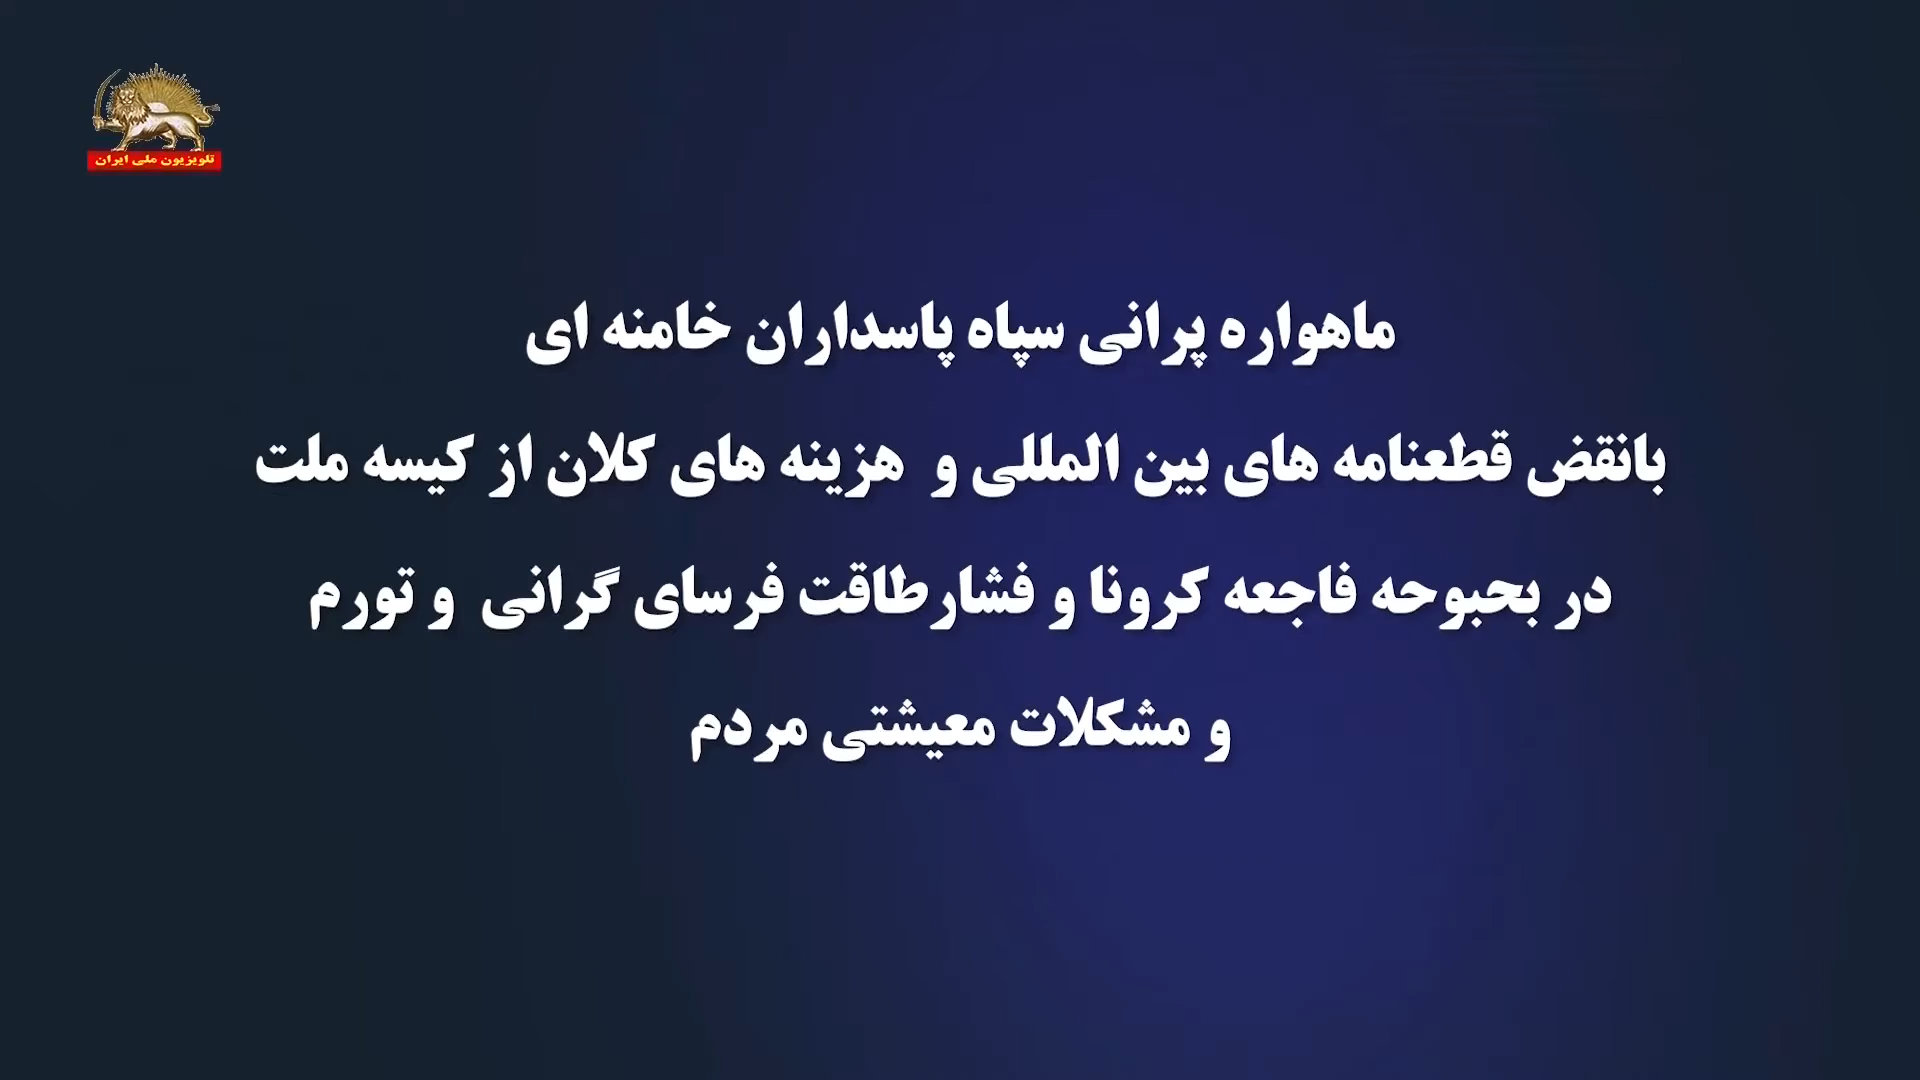 تلویزیون ملی ایران
ماهواره پرانی سپاه پاسداران خامنه ای
بانقض قطعنامه های بین المللی و هزینه های کلان از کیسه ملت
در بحبوحه فاجعه کرونا و فشارطاقت فرسای گرانی و تورم
و مشکلات معیشتی مردم